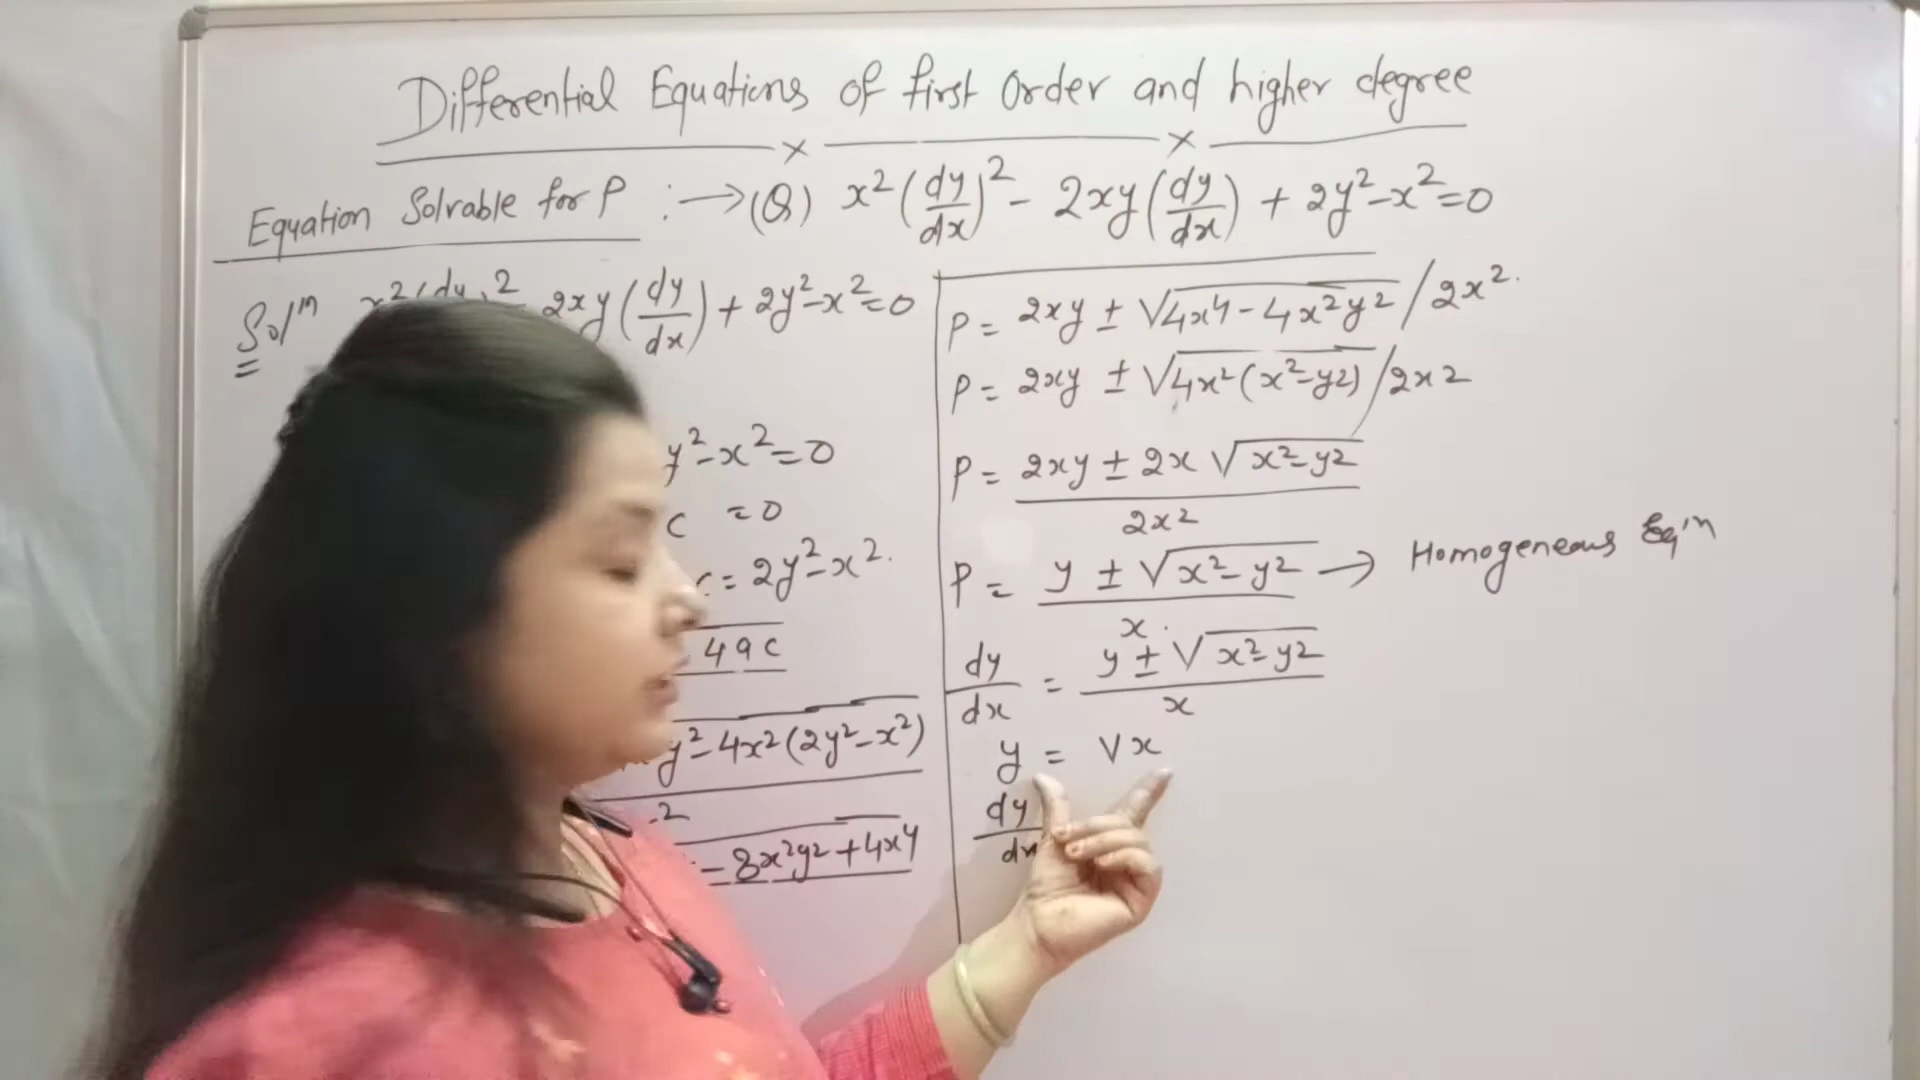 Differential Equations of first order and higher degree
Equation Solvable for P :→ (Q) x² (dy/dx)² - 2xy (dy/dx) + 2y² - x² = 0
Solⁿ x² (dy 2 2xy (dy/dx) + 2y² - x² = 0
y² - x² = 0
c = 0
c = 2y² - x².
4ac
y² - 4x² (2y² - x²)
2
- 8x²y² + 4x⁴
P = 2xy ± √4x⁴ - 4x²y² / 2x².
P = 2xy ± √4x² (x² - y²) / 2x²
P = 2xy ± 2x √x² - y² / 2x²
P = y ± √x² - y² / x. → Homogeneous Eq'n
dy/dx = y ± √x² - y² / x
y = vx
dy/dx